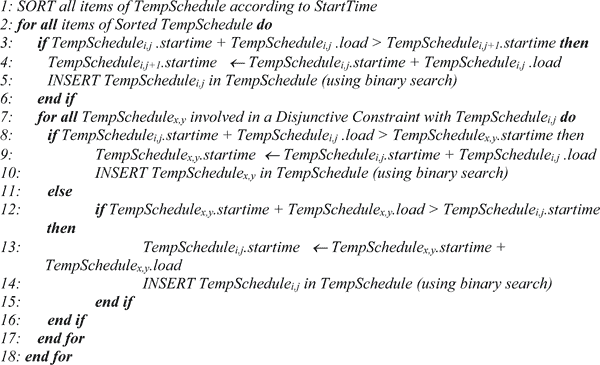 1: SORT all items of TempSchedule according to StartTime
2: for all items of Sorted TempSchedule do
3: if TempSchedulei,j .startime + TempSchedulei,j .load > TempSchedulei,j+1.startime then
4: TempSchedulei,j+1.startime ← TempSchedulei,j.startime + TempSchedulei,j .load
5: INSERT TempSchedulei,j in TempSchedule (using binary search)
6: end if
7: for all TempSchedulex,y involved in a Disjunctive Constraint with TempSchedulei,j do
8: if TempSchedulei,j.startime + TempSchedulei,j .load > TempSchedulex,y.startime then
9: TempSchedulex,y.startime ← TempSchedulei,j.startime + TempSchedulei,j .load
10: INSERT TempSchedulex,y in TempSchedule (using binary search)
11: else
12: if TempSchedulex,y.startime + TempSchedulex,y.load > TempSchedulei,j.startime
then
13: TempSchedulei,j.startime ← TempSchedulex,y.startime +
TempSchedulex,y.load
14: INSERT TempSchedulei,j in TempSchedule (using binary search)
15: end if
16: end if
17: end for
18: end for